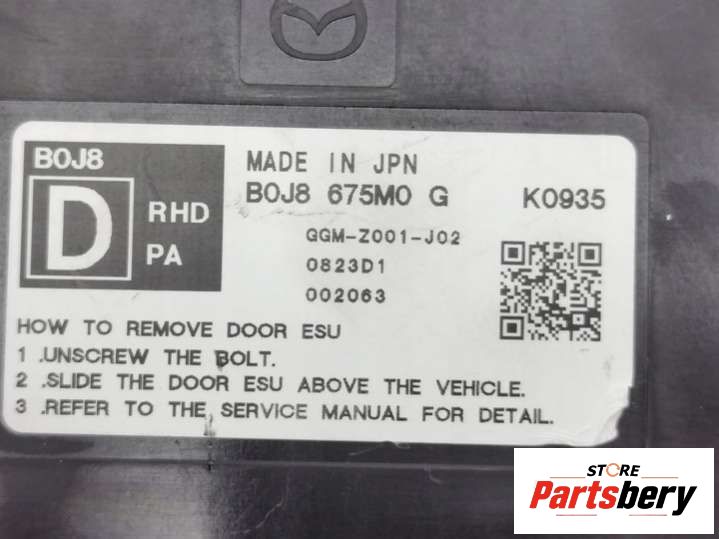 B0J8
D
RHD
PA
MADE IN JPN
B0J8 675M0 G
K0935
GGM-Z001-J02
0823D1
002063
HOW TO REMOVE DOOR ESU
1 .UNSCREW THE BOLT.
2 .SLIDE THE DOOR ESU ABOVE THE VEHICLE.
3 .REFER TO THE SERVICE MANUAL FOR DETAIL.
STORE
Partsbery